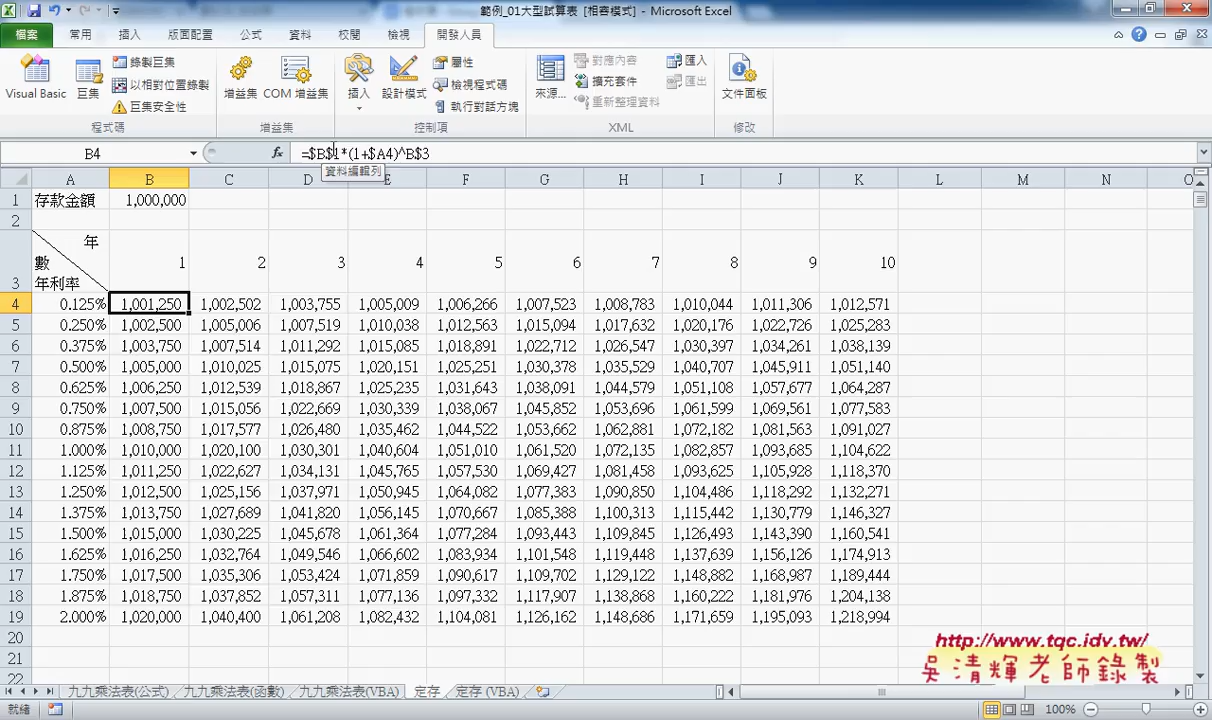 範例_01大型試算表 [相容模式] - Microsoft Excel
檔案 常用 插入 版面配置 公式 資料 校閱 檢視 開發人員
Visual Basic 巨集 錄製巨集 以相對位置錄製 巨集安全性 增益集 COM 增益集 插入 設計模式 屬性 檢視程式碼 執行對話方塊 來源... 對應內容 擴充套件 重新整理資料 匯入 匯出 文件面板
程式碼 增益集 控制項 XML 修改
B4 fx =$B$1*(1+$A4)^B$3
資料編輯列
A B C D E F G H I J K L M N O
1 存款金額 1,000,000
2
年
數 1 2 3 4 5 6 7 8 9 10
3 年利率
4 0.125% 1,001,250 1,002,502 1,003,755 1,005,009 1,006,266 1,007,523 1,008,783 1,010,044 1,011,306 1,012,571
5 0.250% 1,002,500 1,005,006 1,007,519 1,010,038 1,012,563 1,015,094 1,017,632 1,020,176 1,022,726 1,025,283
6 0.375% 1,003,750 1,007,514 1,011,292 1,015,085 1,018,891 1,022,712 1,026,547 1,030,397 1,034,261 1,038,139
7 0.500% 1,005,000 1,010,025 1,015,075 1,020,151 1,025,251 1,030,378 1,035,529 1,040,707 1,045,911 1,051,140
8 0.625% 1,006,250 1,012,539 1,018,867 1,025,235 1,031,643 1,038,091 1,044,579 1,051,108 1,057,677 1,064,287
9 0.750% 1,007,500 1,015,056 1,022,669 1,030,339 1,038,067 1,045,852 1,053,696 1,061,599 1,069,561 1,077,583
10 0.875% 1,008,750 1,017,577 1,026,480 1,035,462 1,044,522 1,053,662 1,062,881 1,072,182 1,081,563 1,091,027
11 1.000% 1,010,000 1,020,100 1,030,301 1,040,604 1,051,010 1,061,520 1,072,135 1,082,857 1,093,685 1,104,622
12 1.125% 1,011,250 1,022,627 1,034,131 1,045,765 1,057,530 1,069,427 1,081,458 1,093,625 1,105,928 1,118,370
13 1.250% 1,012,500 1,025,156 1,037,971 1,050,945 1,064,082 1,077,383 1,090,850 1,104,486 1,118,292 1,132,271
14 1.375% 1,013,750 1,027,689 1,041,820 1,056,145 1,070,667 1,085,388 1,100,313 1,115,442 1,130,779 1,146,327
15 1.500% 1,015,000 1,030,225 1,045,678 1,061,364 1,077,284 1,093,443 1,109,845 1,126,493 1,143,390 1,160,541
16 1.625% 1,016,250 1,032,764 1,049,546 1,066,602 1,083,934 1,101,548 1,119,448 1,137,639 1,156,126 1,174,913
17 1.750% 1,017,500 1,035,306 1,053,424 1,071,859 1,090,617 1,109,702 1,129,122 1,148,882 1,168,987 1,189,444
18 1.875% 1,018,750 1,037,852 1,057,311 1,077,136 1,097,332 1,117,907 1,138,868 1,160,222 1,181,976 1,204,138
19 2.000% 1,020,000 1,040,400 1,061,208 1,082,432 1,104,081 1,126,162 1,148,686 1,171,659 1,195,093 1,218,994
20
21
22
http://www.tqc.idv.tw/
吳清輝老師錄製
九九乘法表(公式) 九九乘法表(函數) 九九乘法表(VBA) 定存 定存 (VBA)
就緒 100%